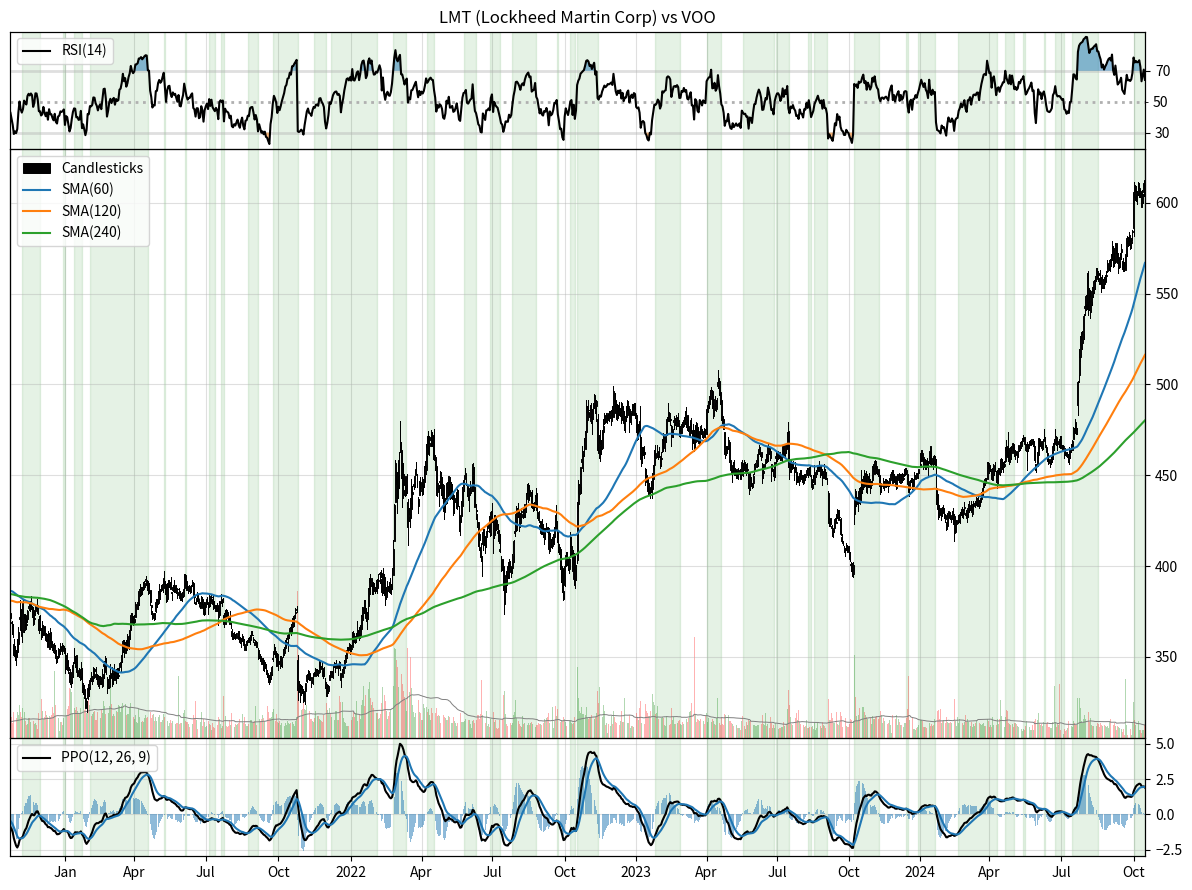 LMT (Lockheed Martin Corp) vs VOO
RSI(14)
70
50
30
Candlesticks
SMA(60)
SMA(120)
SMA(240)
600
550
500
450
400
350
PPO(12, 26, 9)
5.0
2.5
0.0
−2.5
Jan Apr Jul Oct 2022 Apr Jul Oct 2023 Apr Jul Oct 2024 Apr Jul Oct